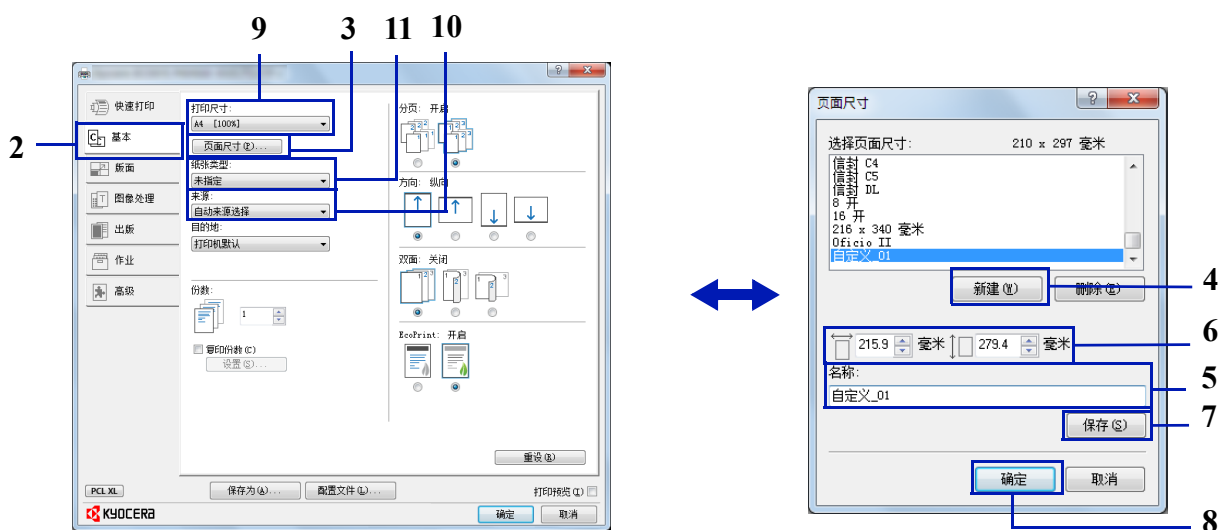 9 3 11 10
快速打印
打印尺寸:
A4 [100%]
分页: 开启
2
基本
页面尺寸(P)...
纸张类型:
未指定
版面
来源:
自动来源选择
方向: 纵向
图像处理
目的地:
打印机默认
出版
作业
双面: 关闭
高级
份数:
1
EcoPrint: 开启
复印份数(C)
设置(G)...
重设(R)
PCL XL
保存为(A)...
配置文件(L)...
打印预览(I)
KYOCERA
确定
取消
页面尺寸
选择页面尺寸:
210 x 297 毫米
信封 C4
信封 C5
信封 DL
8 开
16 开
216 x 340 毫米
Oficio II
自定义_01
新建(W)
删除(E)
4
215.9 毫米 279.4 毫米
6
名称:
自定义_01
5
保存(S)
7
确定
取消
8